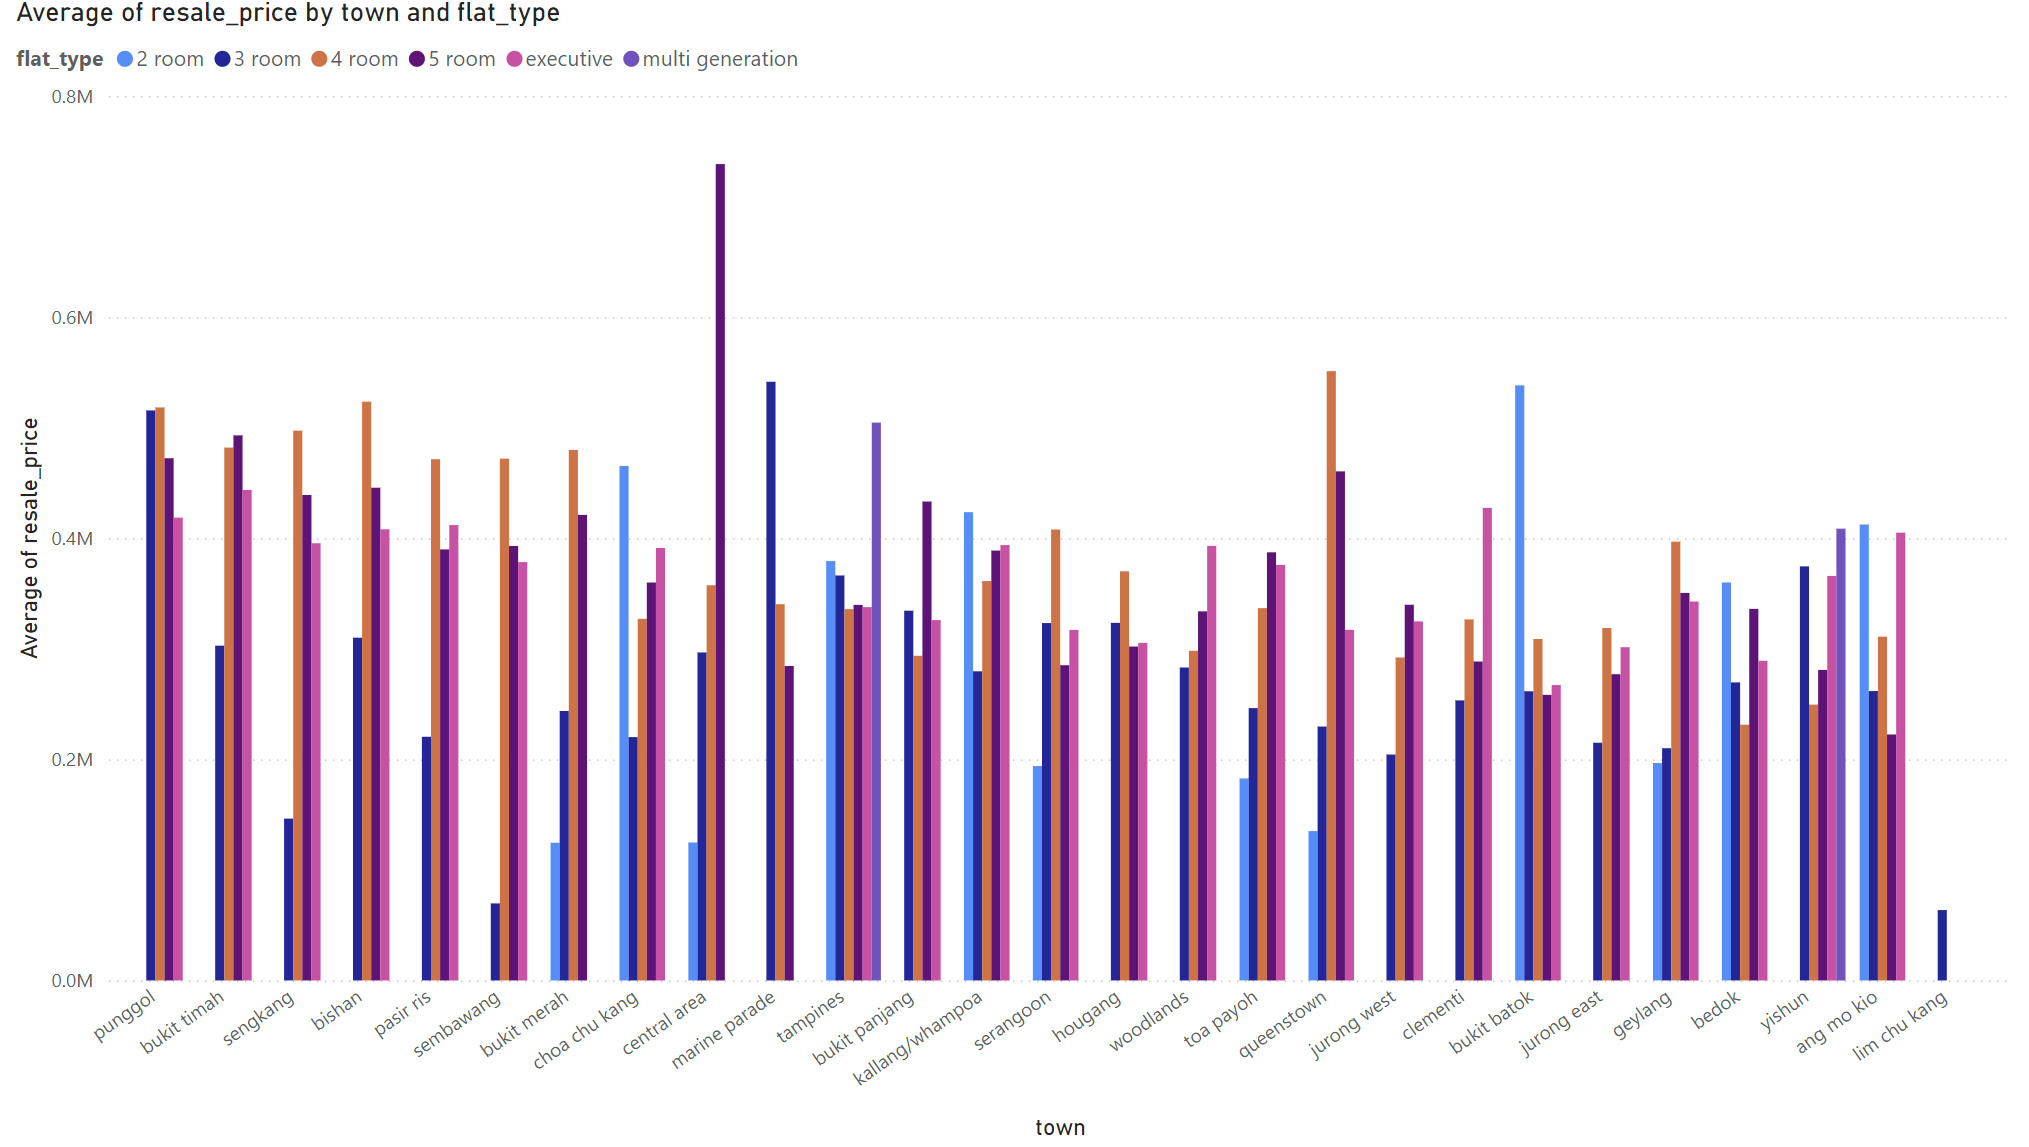 Average of resale_price by town and flat_type
flat_type 2 room 3 room 4 room 5 room executive multi generation
0.8M
0.6M
0.4M
0.2M
0.0M
Average of resale_price
punggol
bukit timah
sengkang
bishan
pasir ris
sembawang
bukit merah
choa chu kang
central area
marine parade
tampines
bukit panjang
kallang/whampoa
serangoon
hougang
woodlands
toa payoh
queenstown
jurong west
clementi
bukit batok
jurong east
geylang
bedok
yishun
ang mo kio
lim chu kang
town